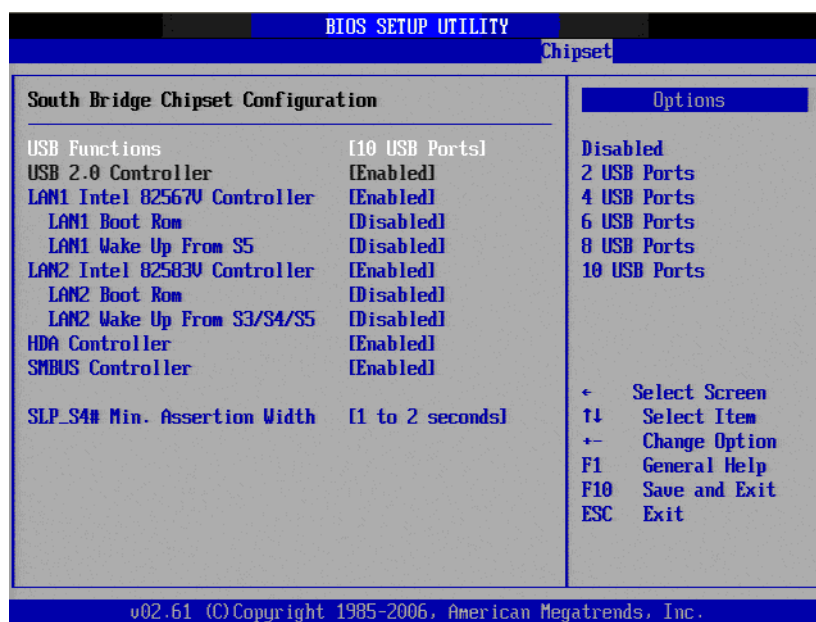 BIOS SETUP UTILITY
Chipset
South Bridge Chipset Configuration
USB Functions [10 USB Ports]
USB 2.0 Controller [Enabled]
LAN1 Intel 82567V Controller [Enabled]
LAN1 Boot Rom [Disabled]
LAN1 Wake Up From S5 [Disabled]
LAN2 Intel 82583V Controller [Enabled]
LAN2 Boot Rom [Disabled]
LAN2 Wake Up From S3/S4/S5 [Disabled]
HDA Controller [Enabled]
SMBUS Controller [Enabled]
SLP_S4# Min. Assertion Width [1 to 2 seconds]
Options
Disabled
2 USB Ports
4 USB Ports
6 USB Ports
8 USB Ports
10 USB Ports
← Select Screen
↑↓ Select Item
+- Change Option
F1 General Help
F10 Save and Exit
ESC Exit
v02.61 (C)Copyright 1985-2006, American Megatrends, Inc.